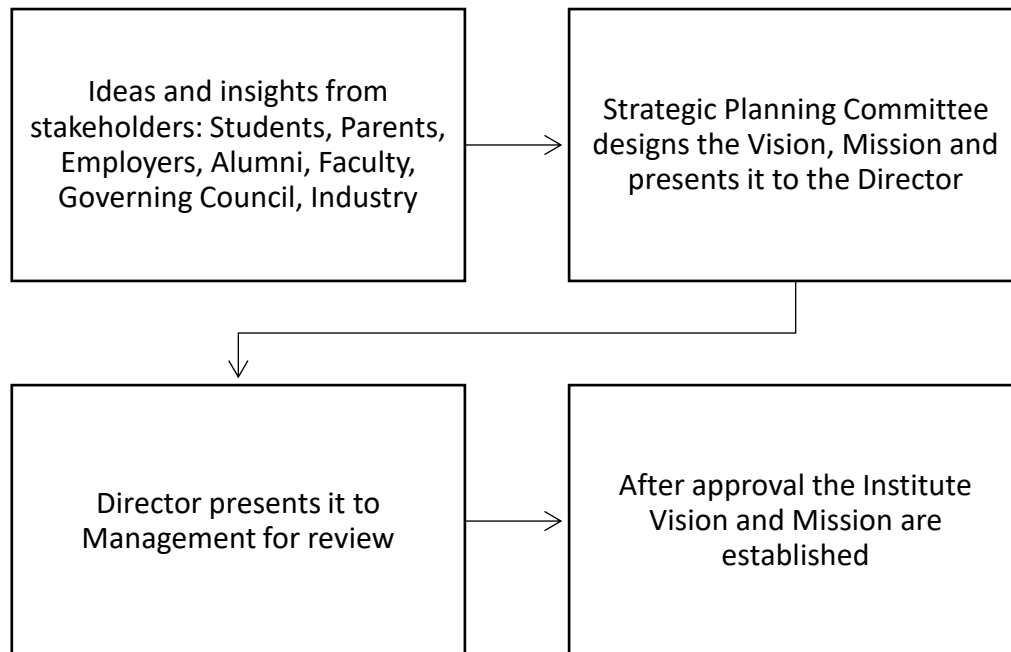 Ideas and insights from
stakeholders: Students, Parents,
Employers, Alumni, Faculty,
Governing Council, Industry
Strategic Planning Committee
designs the Vision, Mission and
presents it to the Director
Director presents it to
Management for review
After approval the Institute
Vision and Mission are
established